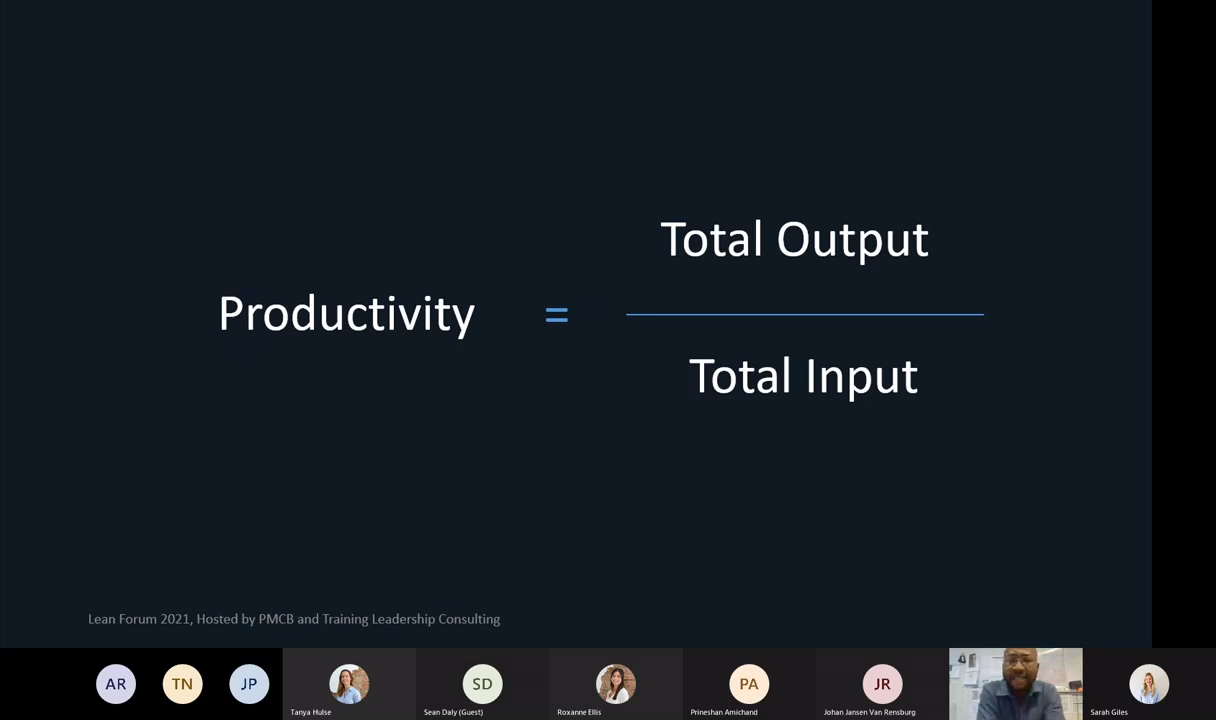 Total Output
Productivity =
Total Input
Lean Forum 2021, Hosted by PMCB and Training Leadership Consulting
AR
TN
JP
Tanya Hulse
SD
Sean Daly (Guest)
Roxanne Ellis
PA
Prineshan Amichand
JR
Johan Jansen Van Rensburg
Sarah Giles